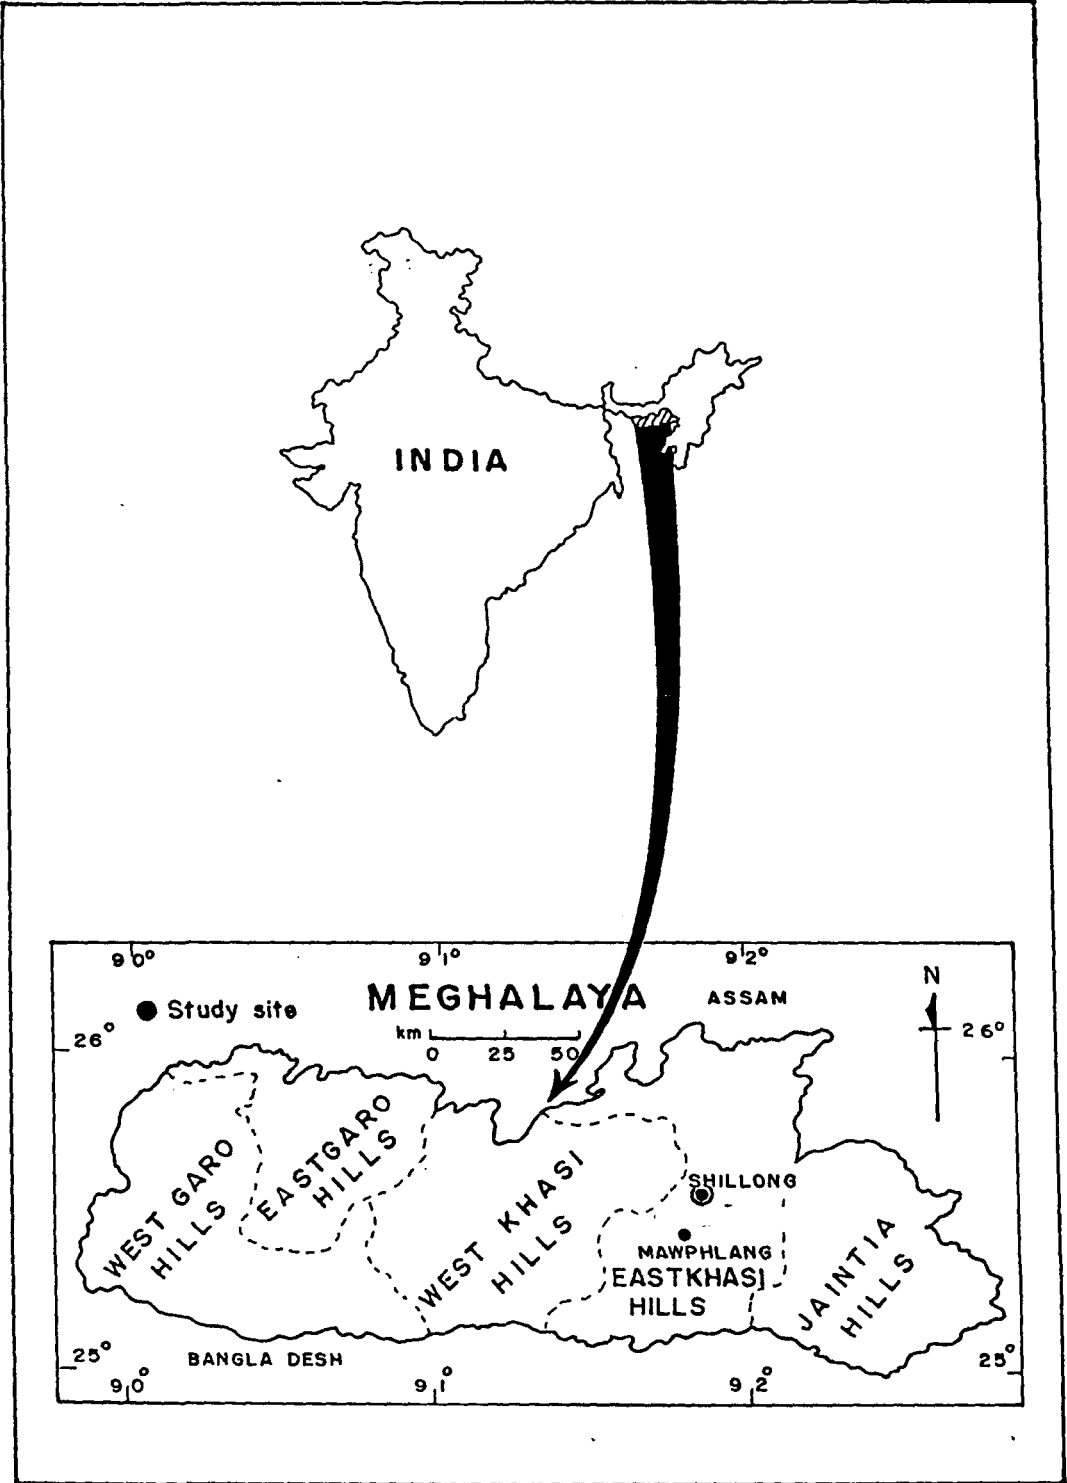 INDIA
90° 91° 92°
MEGHALAYA ASSAM N
Study site
26° km 26°
0 25 50
WEST GARO
HILLS
EASTGARO
HILLS
WEST KHASI
HILLS
SHILLONG
MAWPHLANG
EASTKHASI
HILLS
JAINTIA
HILLS
25° BANGLA DESH 25°
90° 91° 92°